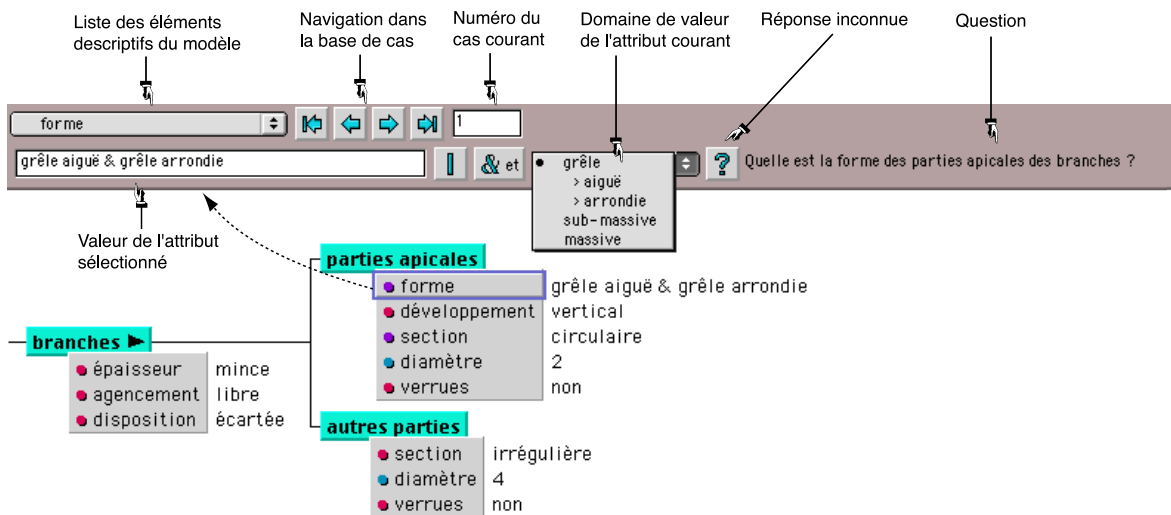 Liste des éléments
descriptifs du modèle
Navigation dans
la base de cas
Numéro du
cas courant
Domaine de valeur
de l'attribut courant
Réponse inconnue
Question
forme
1
grêle aiguë & grêle arrondie
& et
grêle
> aiguë
> arrondie
sub-massive
massive
?
Quelle est la forme des parties apicales des branches ?
Valeur de l'attribut
sélectionné
parties apicales
forme grêle aiguë & grêle arrondie
développement vertical
section circulaire
diamètre 2
verrues non
branches
épaisseur mince
agencement libre
disposition écartée
autres parties
section irrégulière
diamètre 4
verrues non